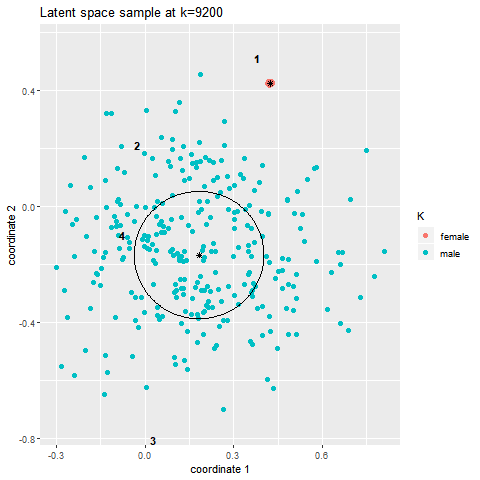 Latent space sample at k=9200
1
0.4
2
0.0
4
-0.4
-0.8
3
-0.3
0.0
0.3
0.6
coordinate 1
coordinate 2
K
female
male